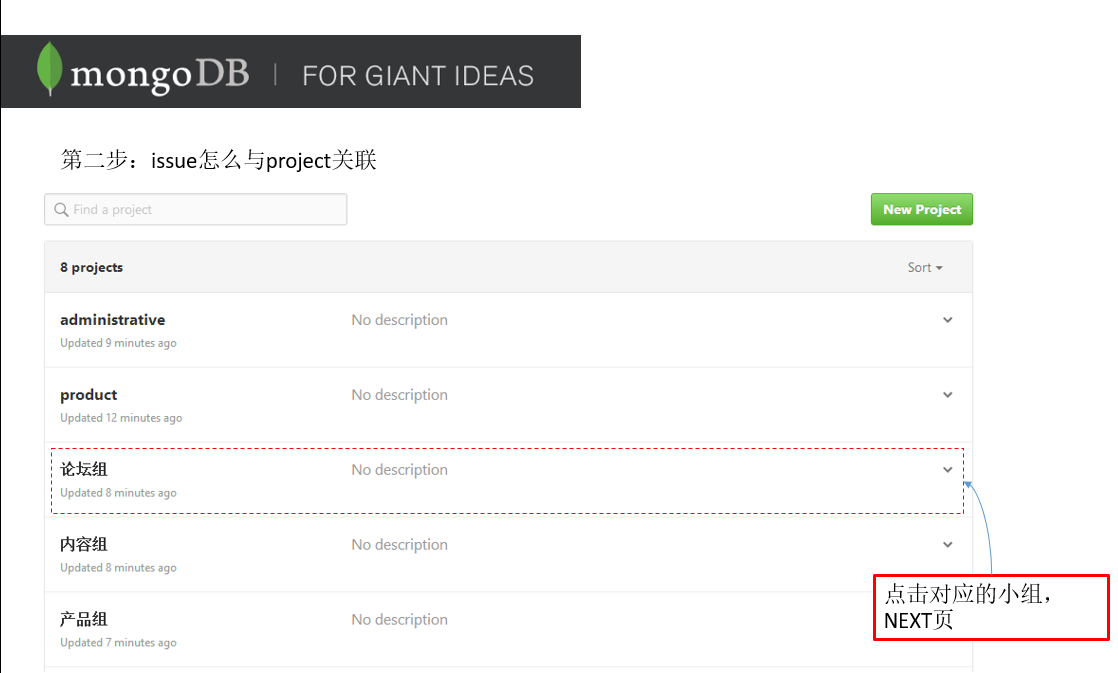 mongoDB | FOR GIANT IDEAS
第二步：issue怎么与project关联
Find a project
New Project
8 projects
Sort
administrative
No description
Updated 9 minutes ago
product
No description
Updated 12 minutes ago
论坛组
No description
Updated 8 minutes ago
内容组
No description
Updated 8 minutes ago
点击对应的小组，
NEXT页
产品组
No description
Updated 7 minutes ago